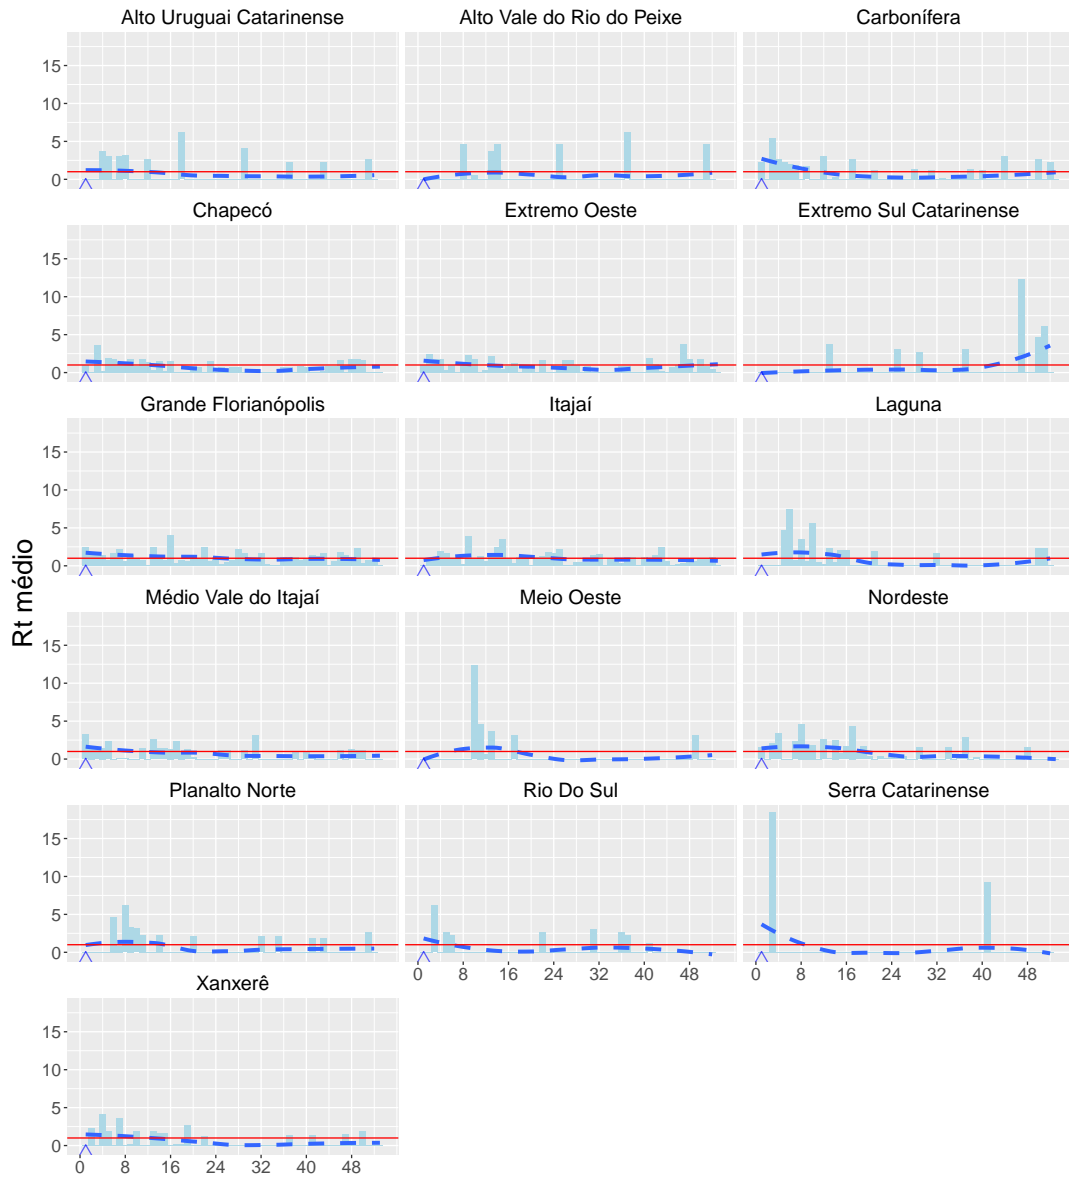 Alto Uruguai Catarinense Alto Vale do Rio do Peixe Carbonífera
15
10
5
0
Chapecó Extremo Oeste Extremo Sul Catarinense
15
10
5
0
Grande Florianópolis Itajaí Laguna
15
10
5
0
Rt médio
Médio Vale do Itajaí Meio Oeste Nordeste
15
10
5
0
Planalto Norte Rio Do Sul Serra Catarinense
15
10
5
0
0 8 16 24 32 40 48 0 8 16 24 32 40 48
Xanxerê
15
10
5
0
0 8 16 24 32 40 48